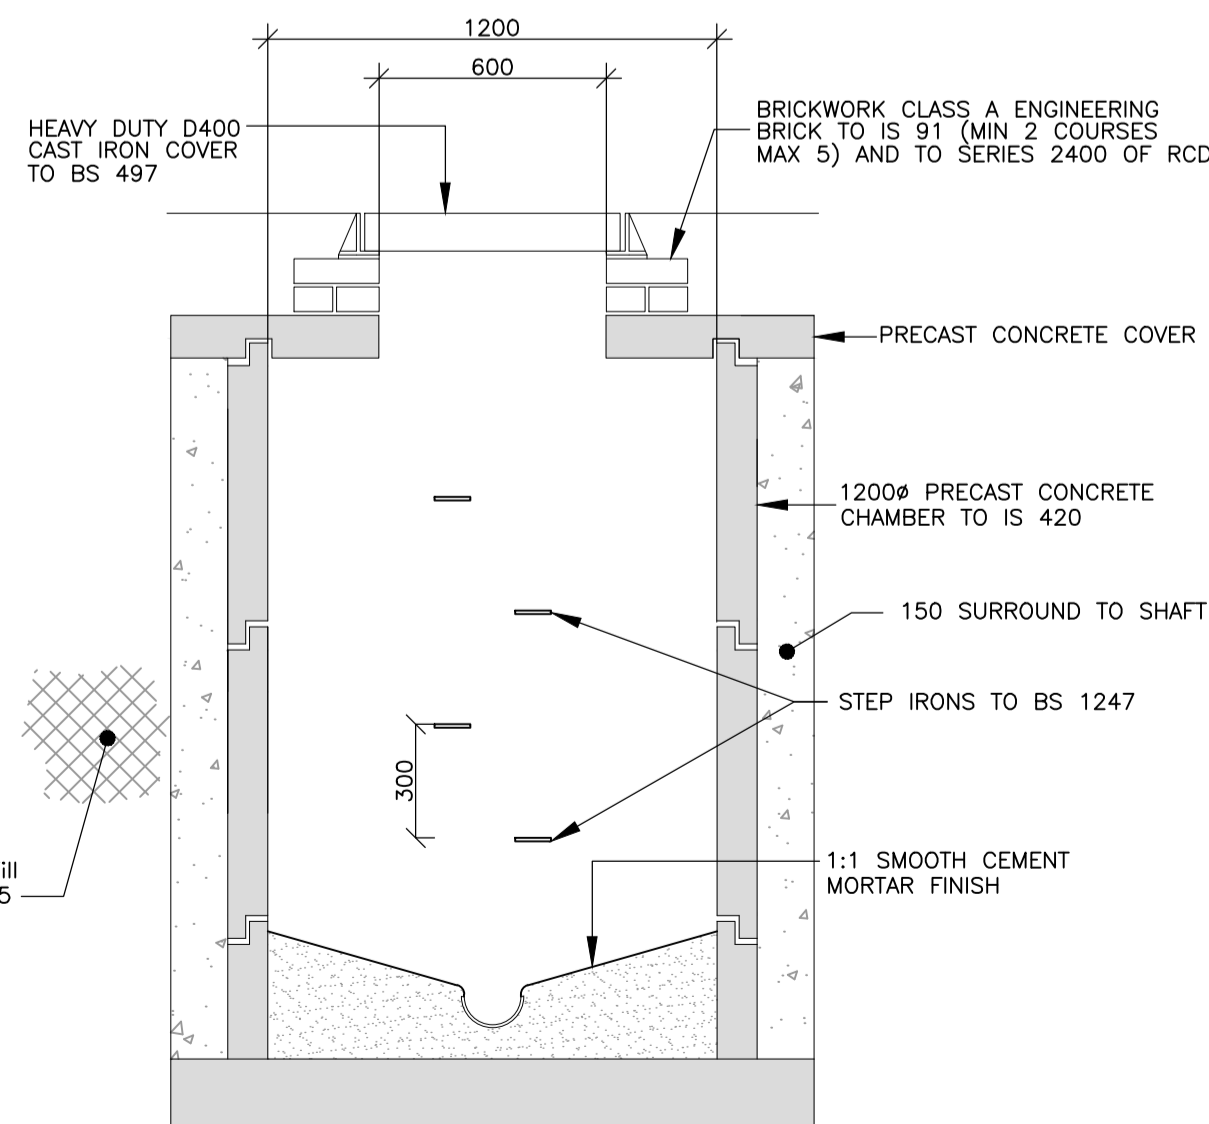 1200
600
HEAVY DUTY D400
CAST IRON COVER
TO BS 497
BRICKWORK CLASS A ENGINEERING
BRICK TO IS 91 (MIN 2 COURSES
MAX 5) AND TO SERIES 2400 OF RCD
PRECAST CONCRETE COVER
1200ø PRECAST CONCRETE
CHAMBER TO IS 420
150 SURROUND TO SHAFT
STEP IRONS TO BS 1247
300
1:1 SMOOTH CEMENT
MORTAR FINISH
ill
5